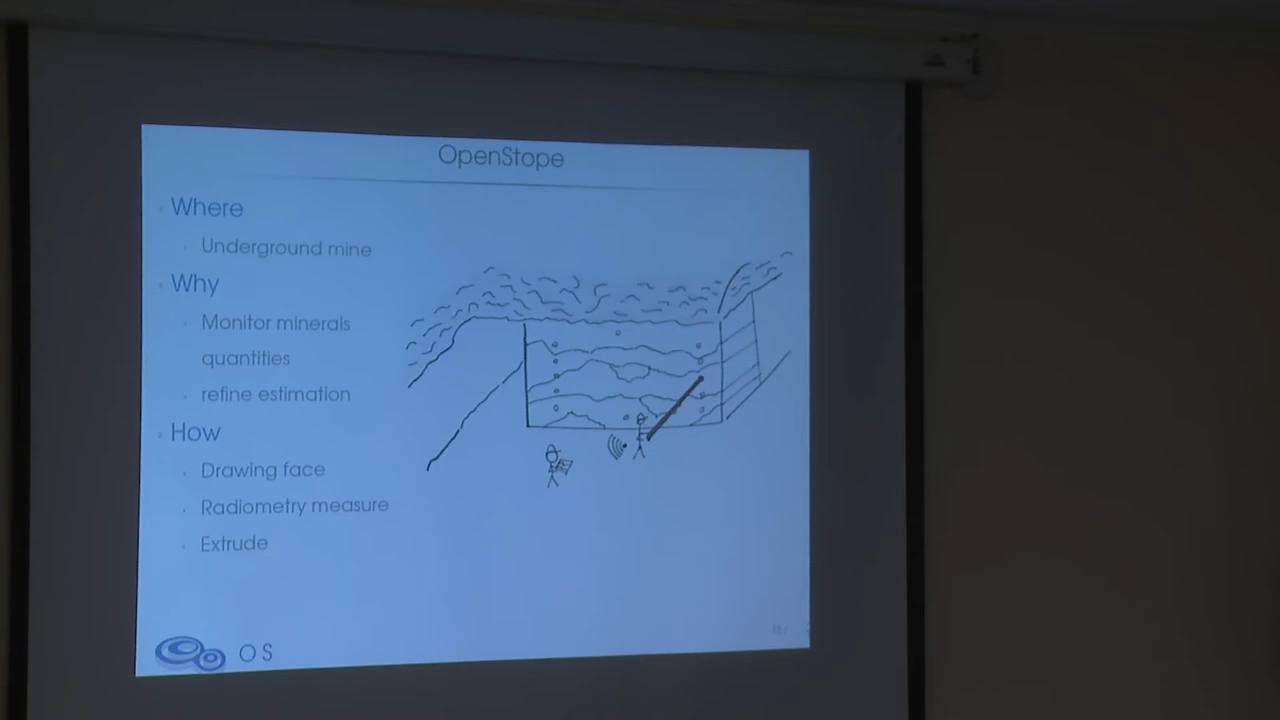 OpenStope
Where
Underground mine
Why
Monitor minerals
quantities
refine estimation
How
Drawing face
Radiometry measure
Extrude
OS